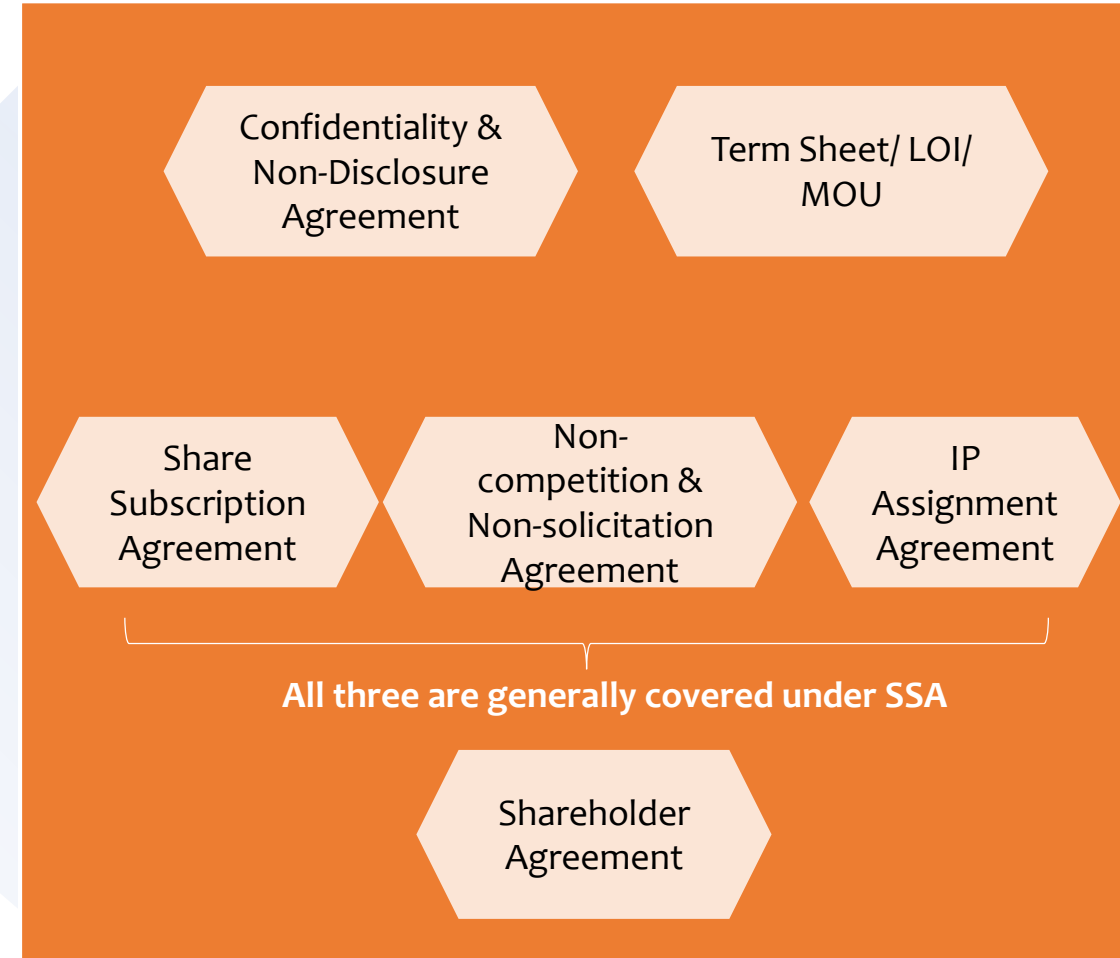 Confidentiality &
Non-Disclosure
Agreement
Term Sheet/ LOI/
MOU
Share
Subscription
Agreement
Non-
competition &
Non-solicitation
Agreement
IP
Assignment
Agreement
All three are generally covered under SSA
Shareholder
Agreement